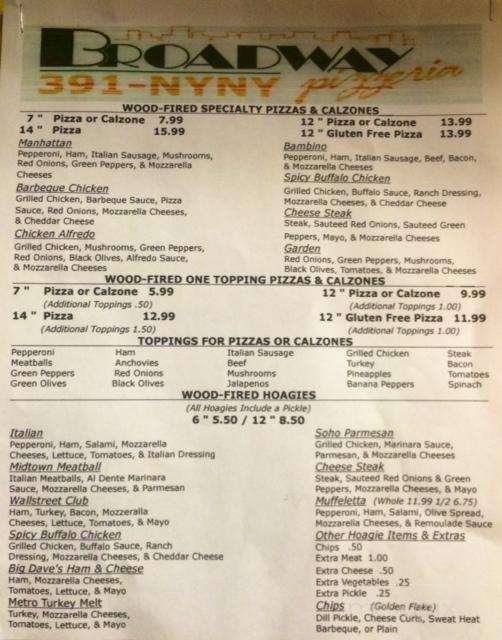 BROADWAY
391-NYNY pizzeria
WOOD-FIRED SPECIALTY PIZZAS & CALZONES
7 " Pizza or Calzone 7.99
14 " Pizza 15.99
12 " Pizza or Calzone 13.99
12 " Gluten Free Pizza 13.99
Manhattan
Pepperoni, Ham, Italian Sausage, Mushrooms,
Red Onions, Green Peppers, & Mozzarella
Cheeses
Barbeque Chicken
Grilled Chicken, Barbeque Sauce, Pizza
Sauce, Red Onions, Mozzarella Cheeses,
& Cheddar Cheese
Chicken Alfredo
Grilled Chicken, Mushrooms, Green Peppers,
Red Onions, Black Olives, Alfredo Sauce,
& Mozzarella Cheeses
Bambino
Pepperoni, Ham, Italian Sausage, Beef, Bacon,
& Mozzarella Cheeses
Spicy Buffalo Chicken
Grilled Chicken, Buffalo Sauce, Ranch Dressing,
Mozzarella Cheeses, & Cheddar Cheese
Cheese Steak
Steak, Sauteed Red Onions, Sauteed Green
Peppers, Mayo, & Mozzarella Cheeses
Garden
Red Onions, Green Peppers, Mushrooms,
Black Olives, Tomatoes, & Mozzarella Cheeses
WOOD-FIRED ONE TOPPING PIZZAS & CALZONES
7 " Pizza or Calzone 5.99
(Additional Toppings .50)
14 " Pizza 12.99
(Additional Toppings 1.50)
12 " Pizza or Calzone 9.99
(Additional Toppings 1.00)
12 " Gluten Free Pizza 11.99
(Additional Toppings 1.00)
TOPPINGS FOR PIZZAS OR CALZONES
Pepperoni Ham Italian Sausage Grilled Chicken Steak
Meatballs Anchovies Beef Turkey Bacon
Green Peppers Red Onions Mushrooms Pineapples Tomatoes
Green Olives Black Olives Jalapenos Banana Peppers Spinach
WOOD-FIRED HOAGIES
(All Hoagies Include a Pickle)
6 " 5.50 / 12 " 8.50
Italian
Pepperoni, Ham, Salami, Mozzarella
Cheeses, Lettuce, Tomatoes, & Italian Dressing
Midtown Meatball
Italian Meatballs, Al Dente Marinara
Sauce, Mozzarella Cheeses, & Parmesan
Wallstreet Club
Ham, Turkey, Bacon, Mozzeralla
Cheeses, Lettuce, Tomatoes, & Mayo
Spicy Buffalo Chicken
Grilled Chicken, Buffalo Sauce, Ranch
Dressing, Mozzarella Cheeses, & Cheddar Cheese
Big Dave's Ham & Cheese
Ham, Mozzarella Cheeses,
Tomatoes, Lettuce, & Mayo
Metro Turkey Melt
Turkey, Mozzarella Cheeses,
Tomatoes, Lettuce, & Mayo
Soho Parmesan
Grilled Chicken, Marinara Sauce,
Parmesan, & Mozzarella Cheeses
Cheese Steak
Steak, Sauteed Red Onions & Green
Peppers, Mozzarella Cheeses, & Mayo
Muffeletta (Whole 11.99 1/2 6.75)
Pepperoni, Ham, Salami, Olive Spread,
Mozzarella Cheeses, & Remoulade Sauce
Other Hoagie Items & Extras
Chips .50
Extra Meat 1.00
Extra Cheese .50
Extra Vegetables .25
Extra Pickle .25
Chips (Golden Flake)
Dill Pickle, Cheese Curls, Sweat Heat
Barbeque, or Plain